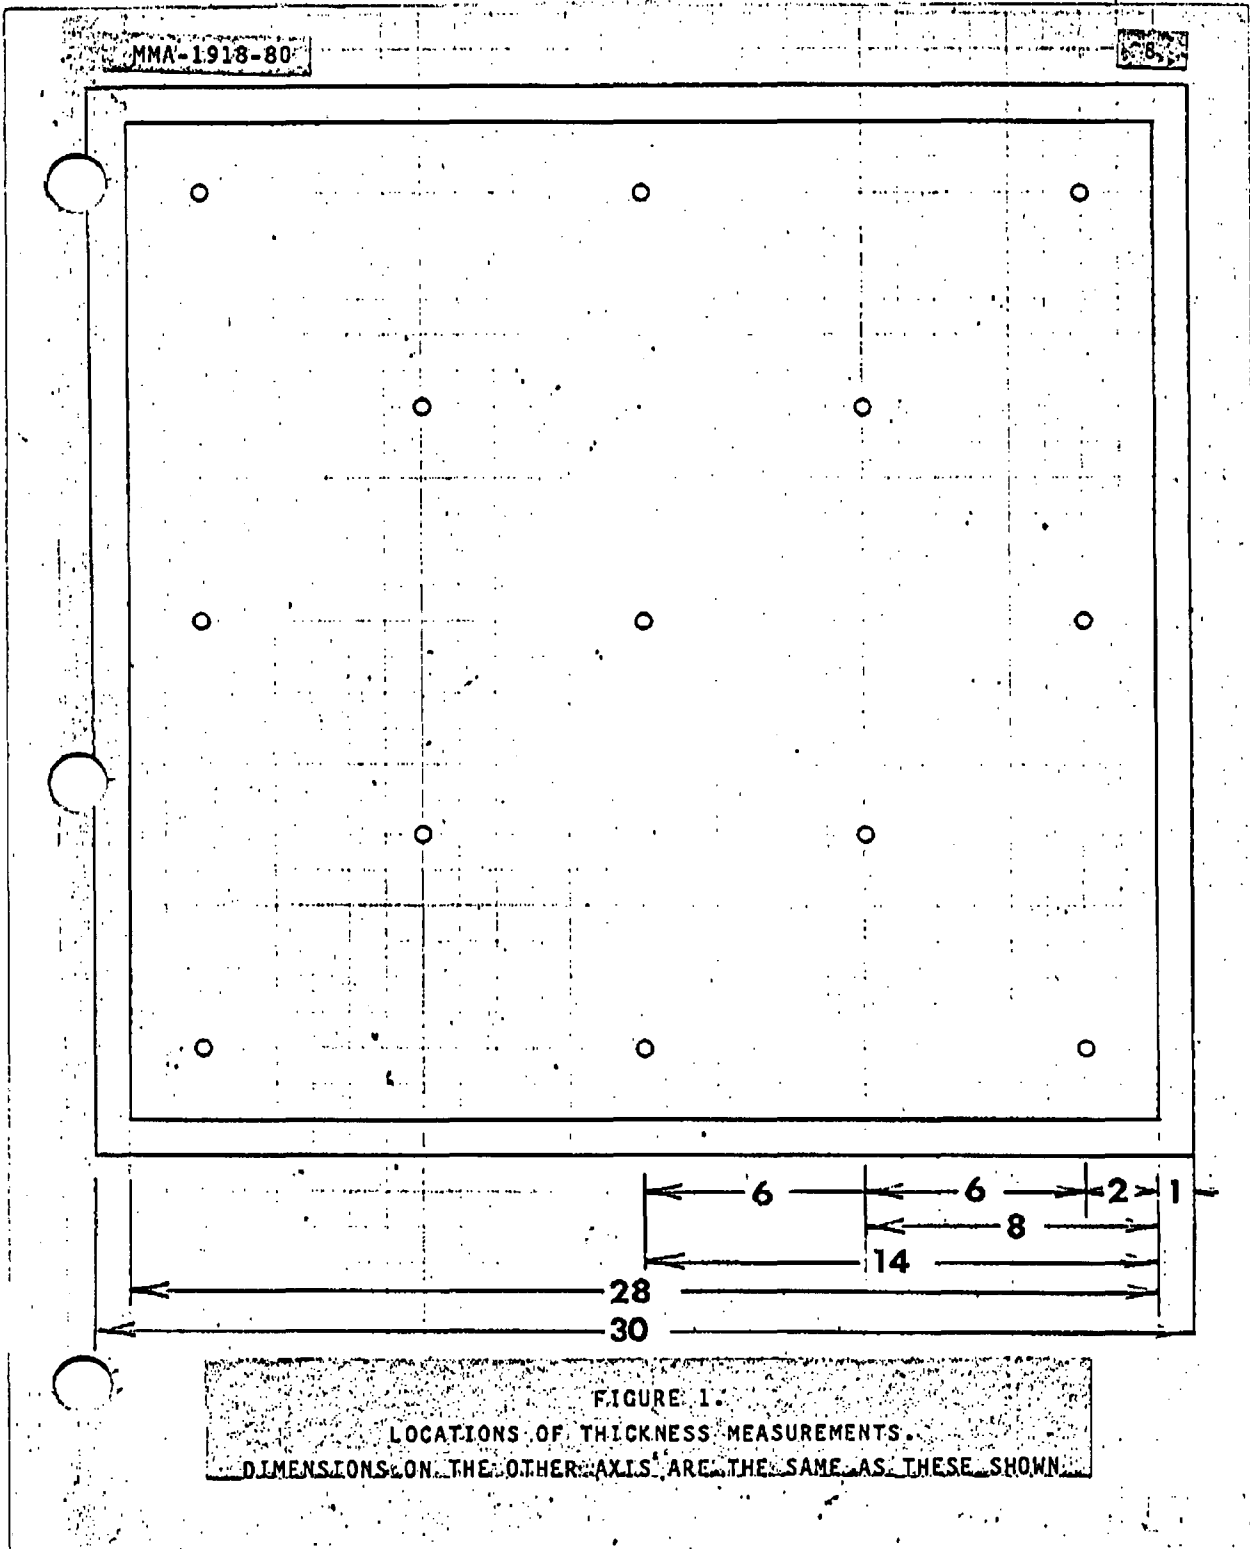 MMA-1918-80
8
6 6 2 1
8
14
28
30
FIGURE 1.
LOCATIONS OF THICKNESS MEASUREMENTS.
DIMENSIONS ON THE OTHER AXIS ARE THE SAME AS THESE SHOWN